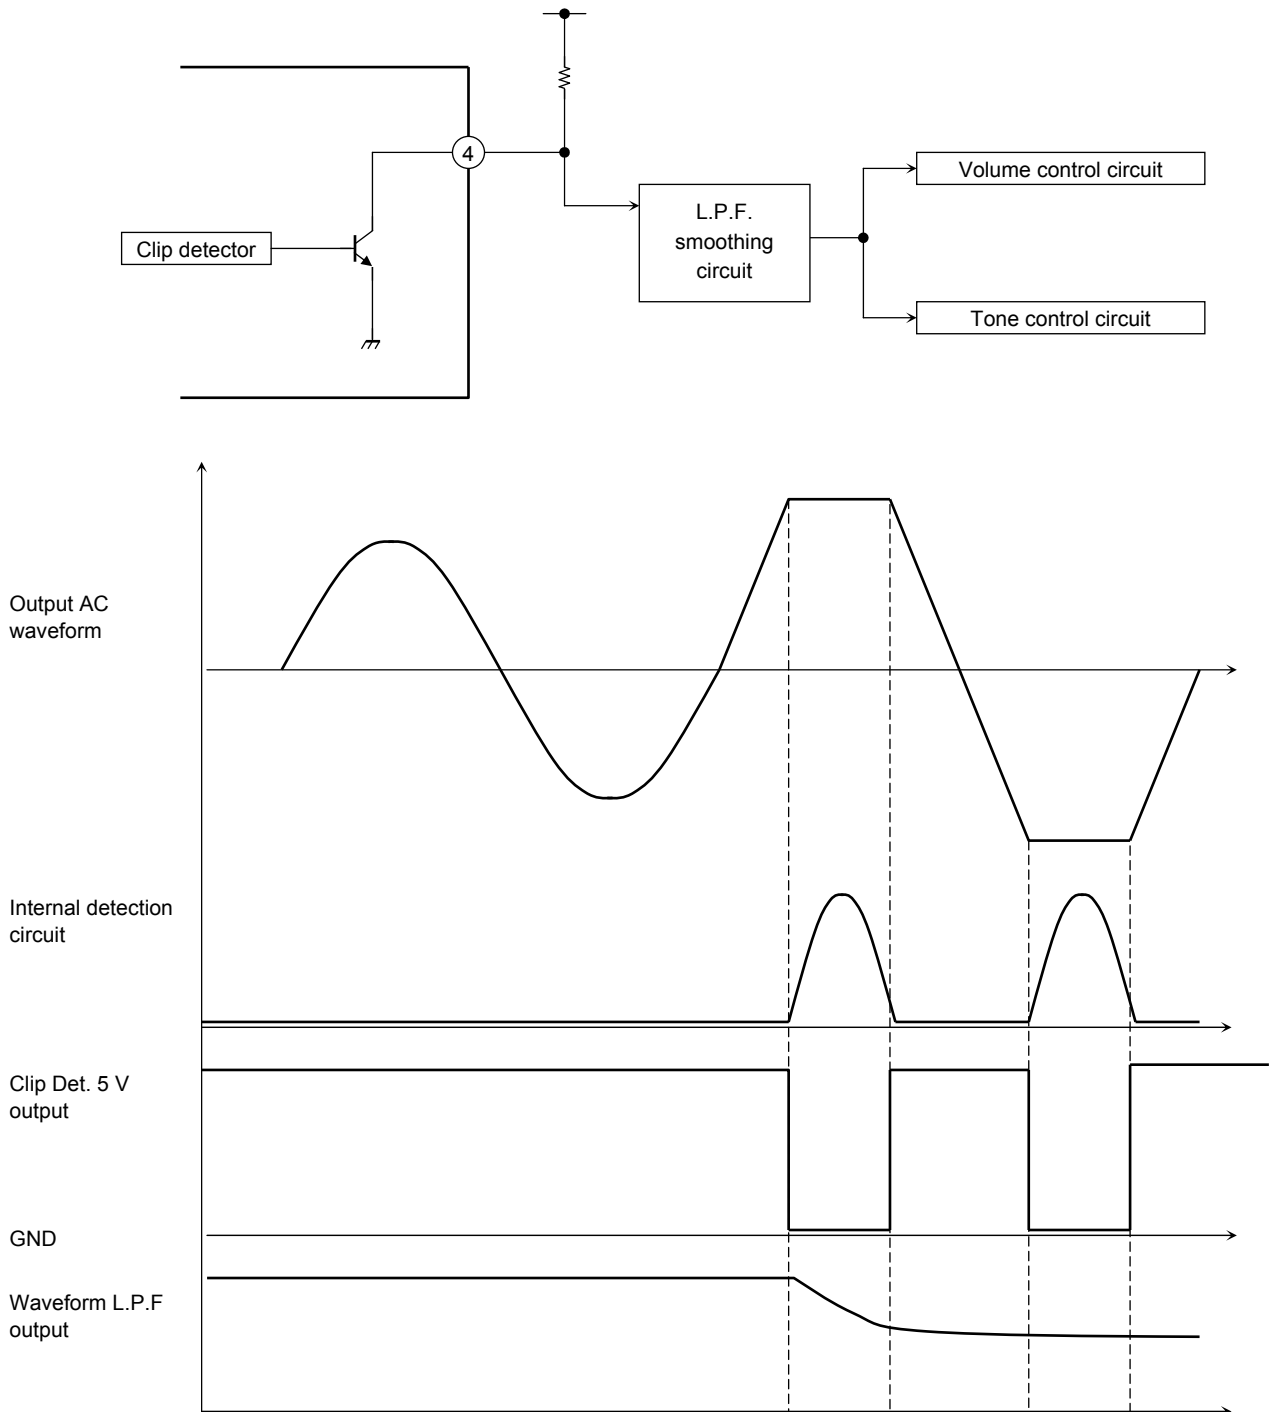 4
Volume control circuit
L.P.F.
smoothing
circuit
Clip detector
Tone control circuit
Output AC
waveform
Internal detection
circuit
Clip Det. 5 V
output
GND
Waveform L.P.F
output